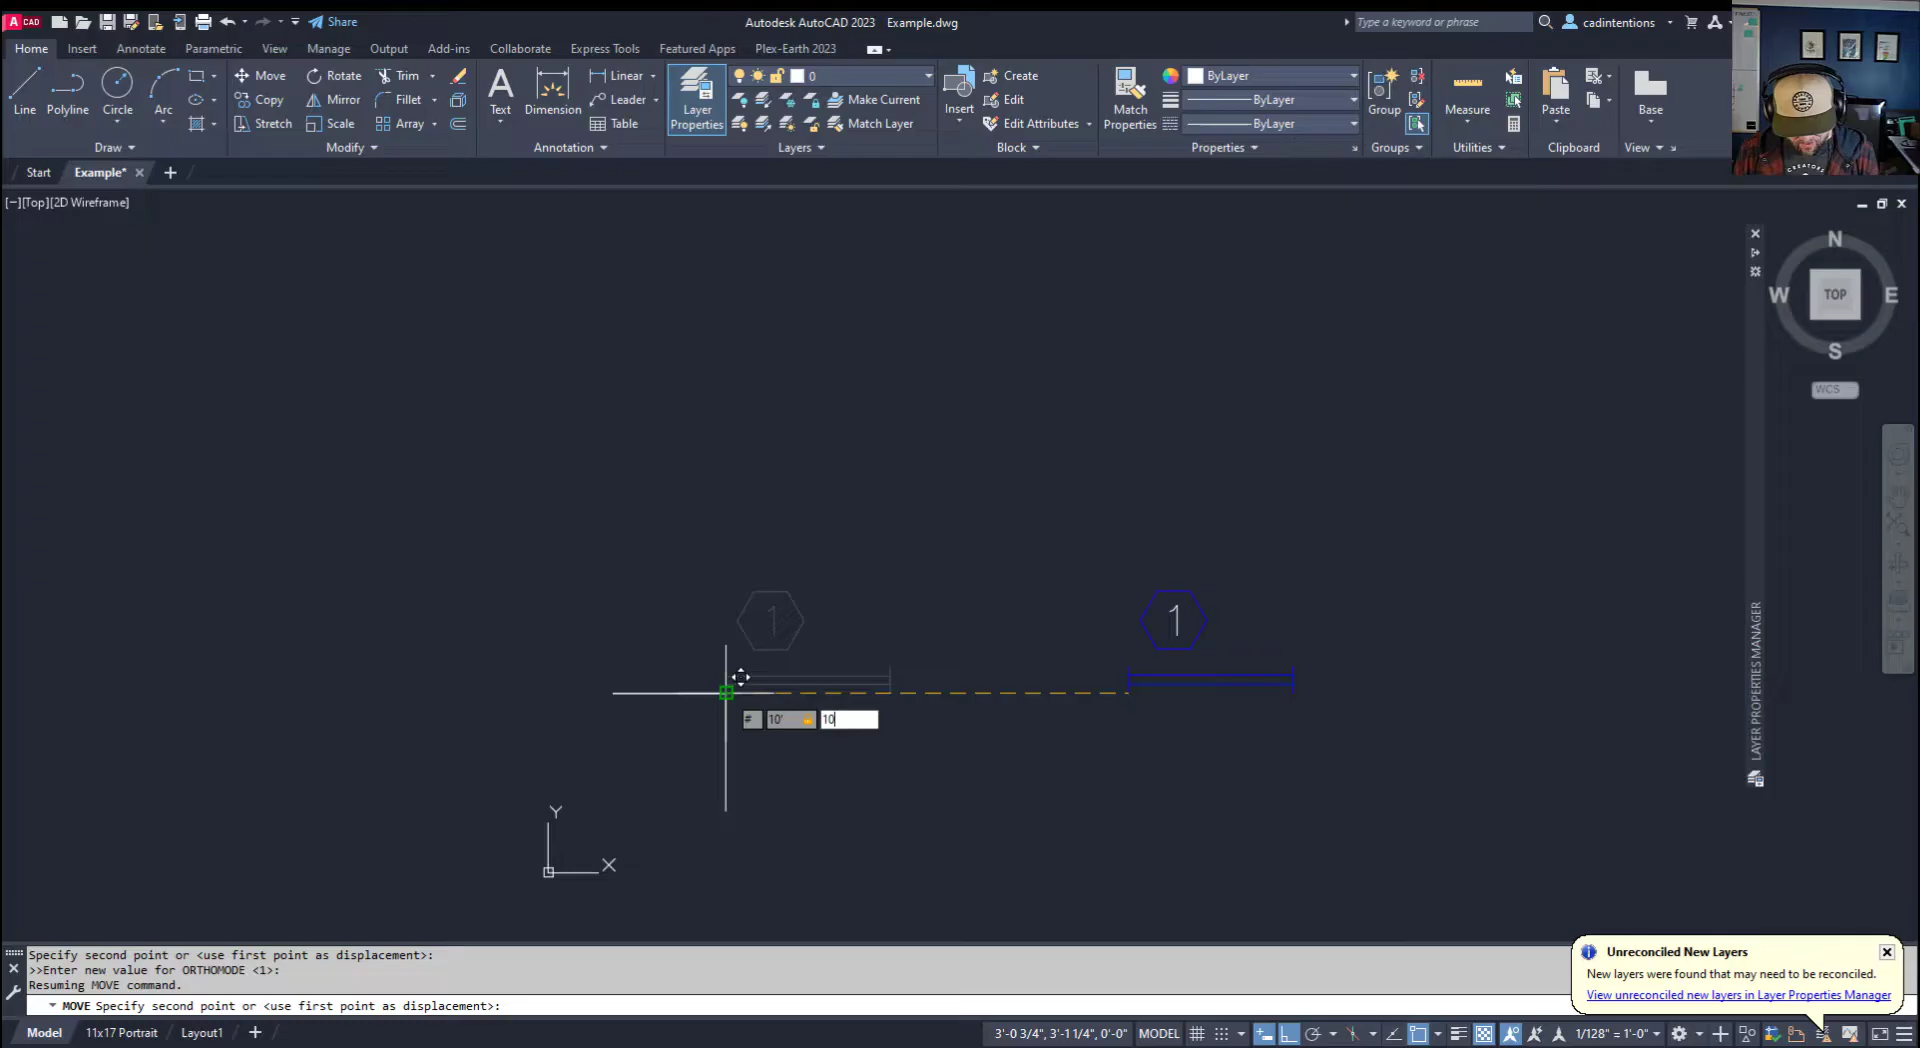 A CAD Share Autodesk AutoCAD 2023 Example.dwg Type a keyword or phrase cadintentions
Home Insert Annotate Parametric View Manage Output Add-ins Collaborate Express Tools Featured Apps Plex-Earth 2023
Line Polyline Circle Arc Move Rotate Trim Text Dimension Linear Layer Properties 0 Insert Create Match Properties ByLayer Group Measure Paste Base
Copy Mirror Fillet Leader Make Current Edit ByLayer
Stretch Scale Array Table Match Layer Edit Attributes ByLayer
Draw Modify Annotation Layers Block Properties Groups Utilities Clipboard View
CREATORS
Start Example* +
[−][Top][2D Wireframe]
N
W TOP E
S
WCS
1 1
# 10' 10
LAYER PROPERTIES MANAGER
Y
X
Specify second point or <use first point as displacement>:
>>Enter new value for ORTHOMODE <1>:
Resuming MOVE command.
MOVE Specify second point or <use first point as displacement>:
Unreconciled New Layers
New layers were found that may need to be reconciled.
View unreconciled new layers in Layer Properties Manager
Model 11x17 Portrait Layout1 + 3'-0 3/4", 3'-1 1/4", 0'-0" MODEL 1/128" = 1'-0"